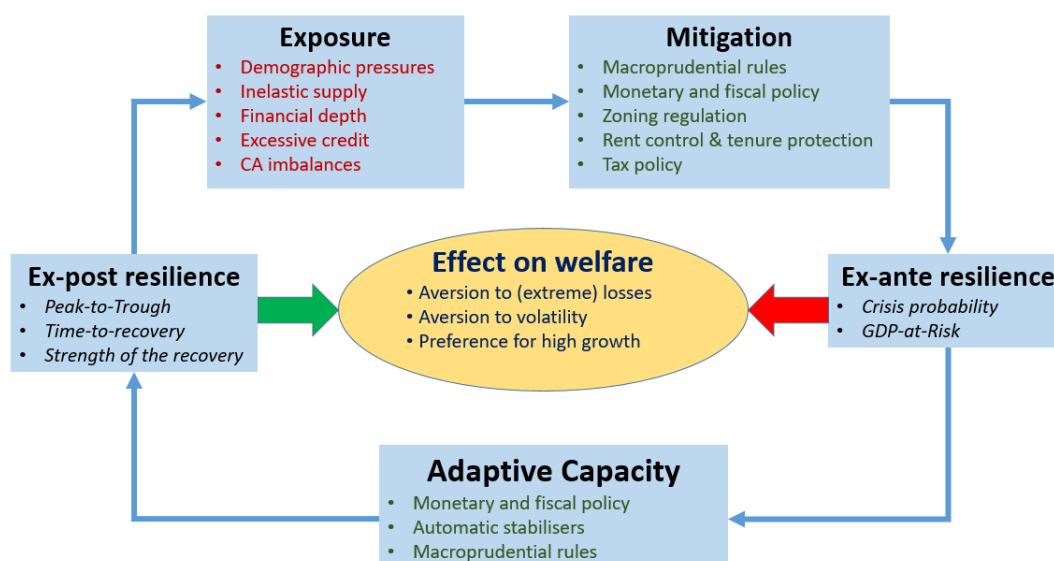 Exposure
• Demographic pressures
• Inelastic supply
• Financial depth
• Excessive credit
• CA imbalances
Mitigation
• Macroprudential rules
• Monetary and fiscal policy
• Zoning regulation
• Rent control & tenure protection
• Tax policy
Ex-post resilience
• Peak-to-Trough
• Time-to-recovery
• Strength of the recovery
Effect on welfare
• Aversion to (extreme) losses
• Aversion to volatility
• Preference for high growth
Ex-ante resilience
• Crisis probability
• GDP-at-Risk
Adaptive Capacity
• Monetary and fiscal policy
• Automatic stabilisers
• Macroprudential rules